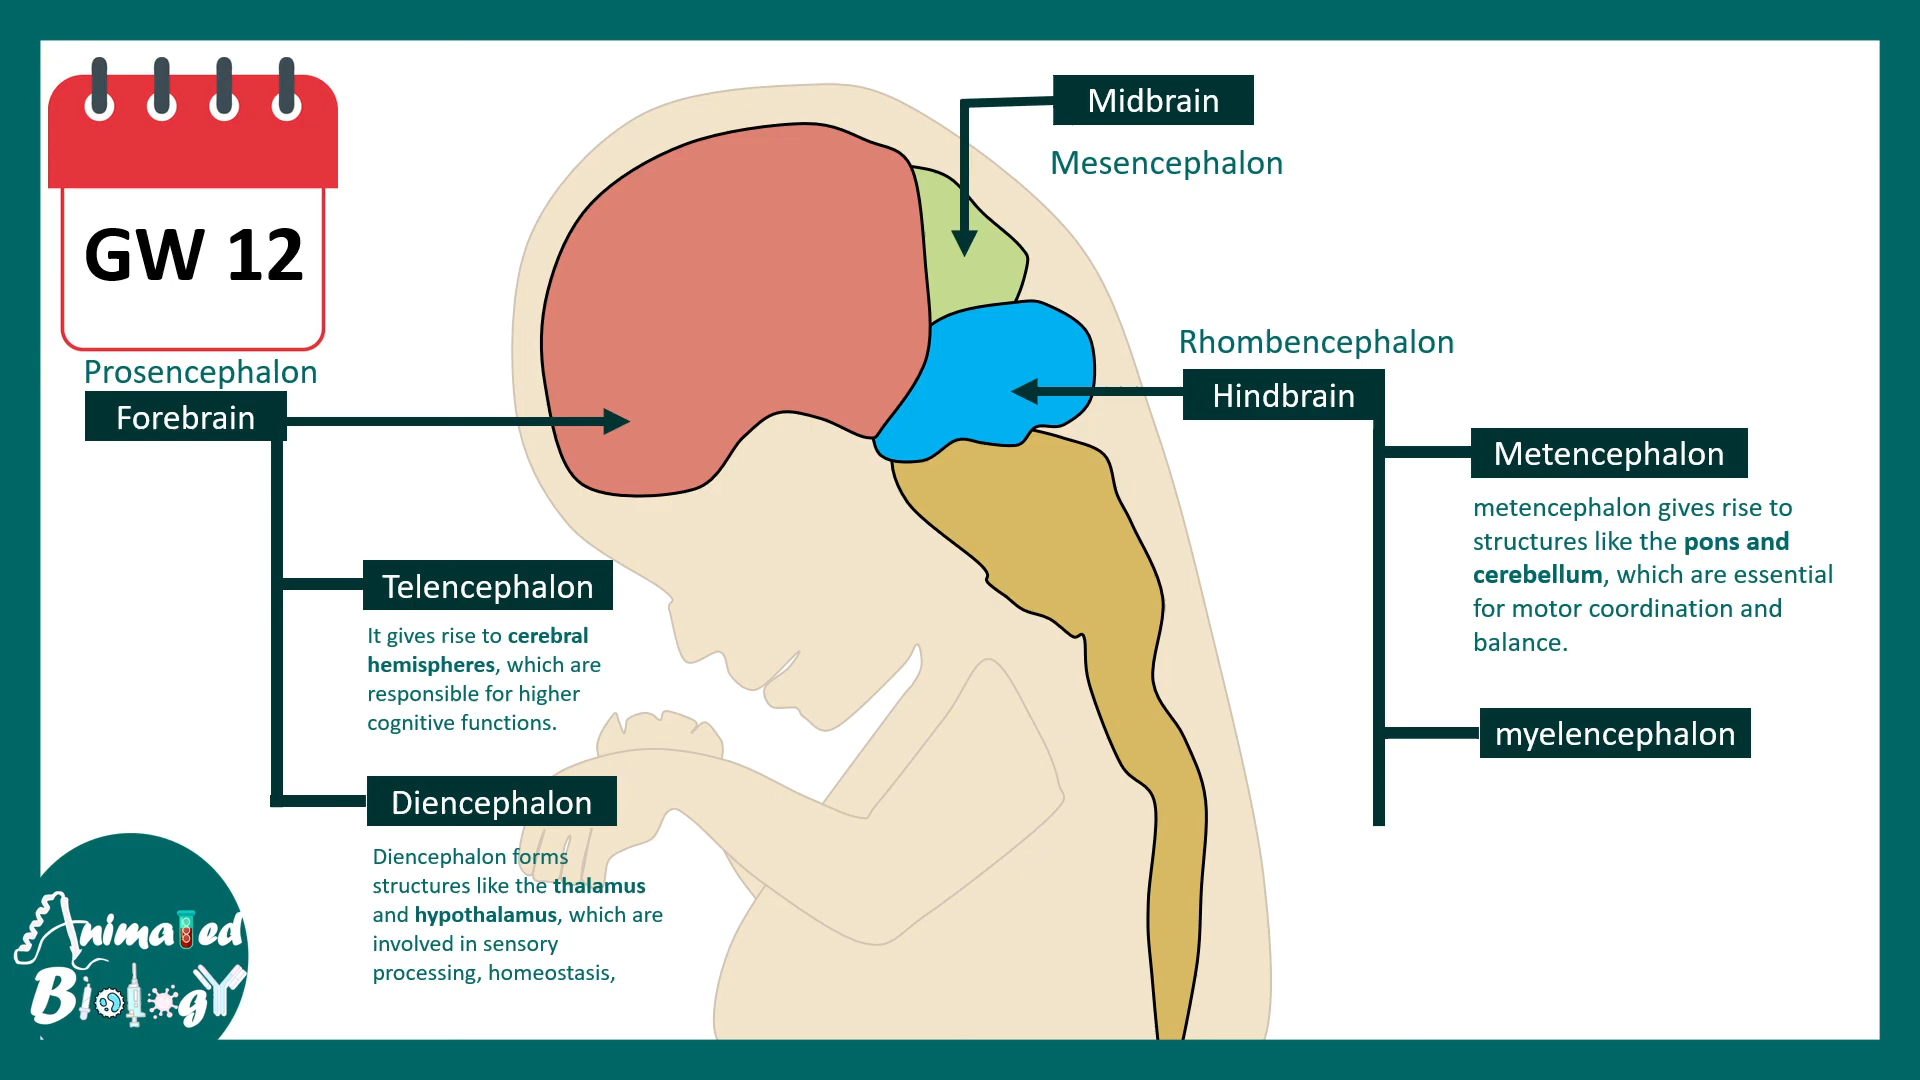 GW 12
Prosencephalon
Forebrain
Telencephalon
It gives rise to cerebral
hemispheres, which are
responsible for higher
cognitive functions.
Diencephalon
Diencephalon forms
structures like the thalamus
and hypothalamus, which are
involved in sensory
processing, homeostasis,
Midbrain
Mesencephalon
Rhombencephalon
Hindbrain
Metencephalon
metencephalon gives rise to
structures like the pons and
cerebellum, which are essential
for motor coordination and
balance.
myelencephalon
Animated
Biology